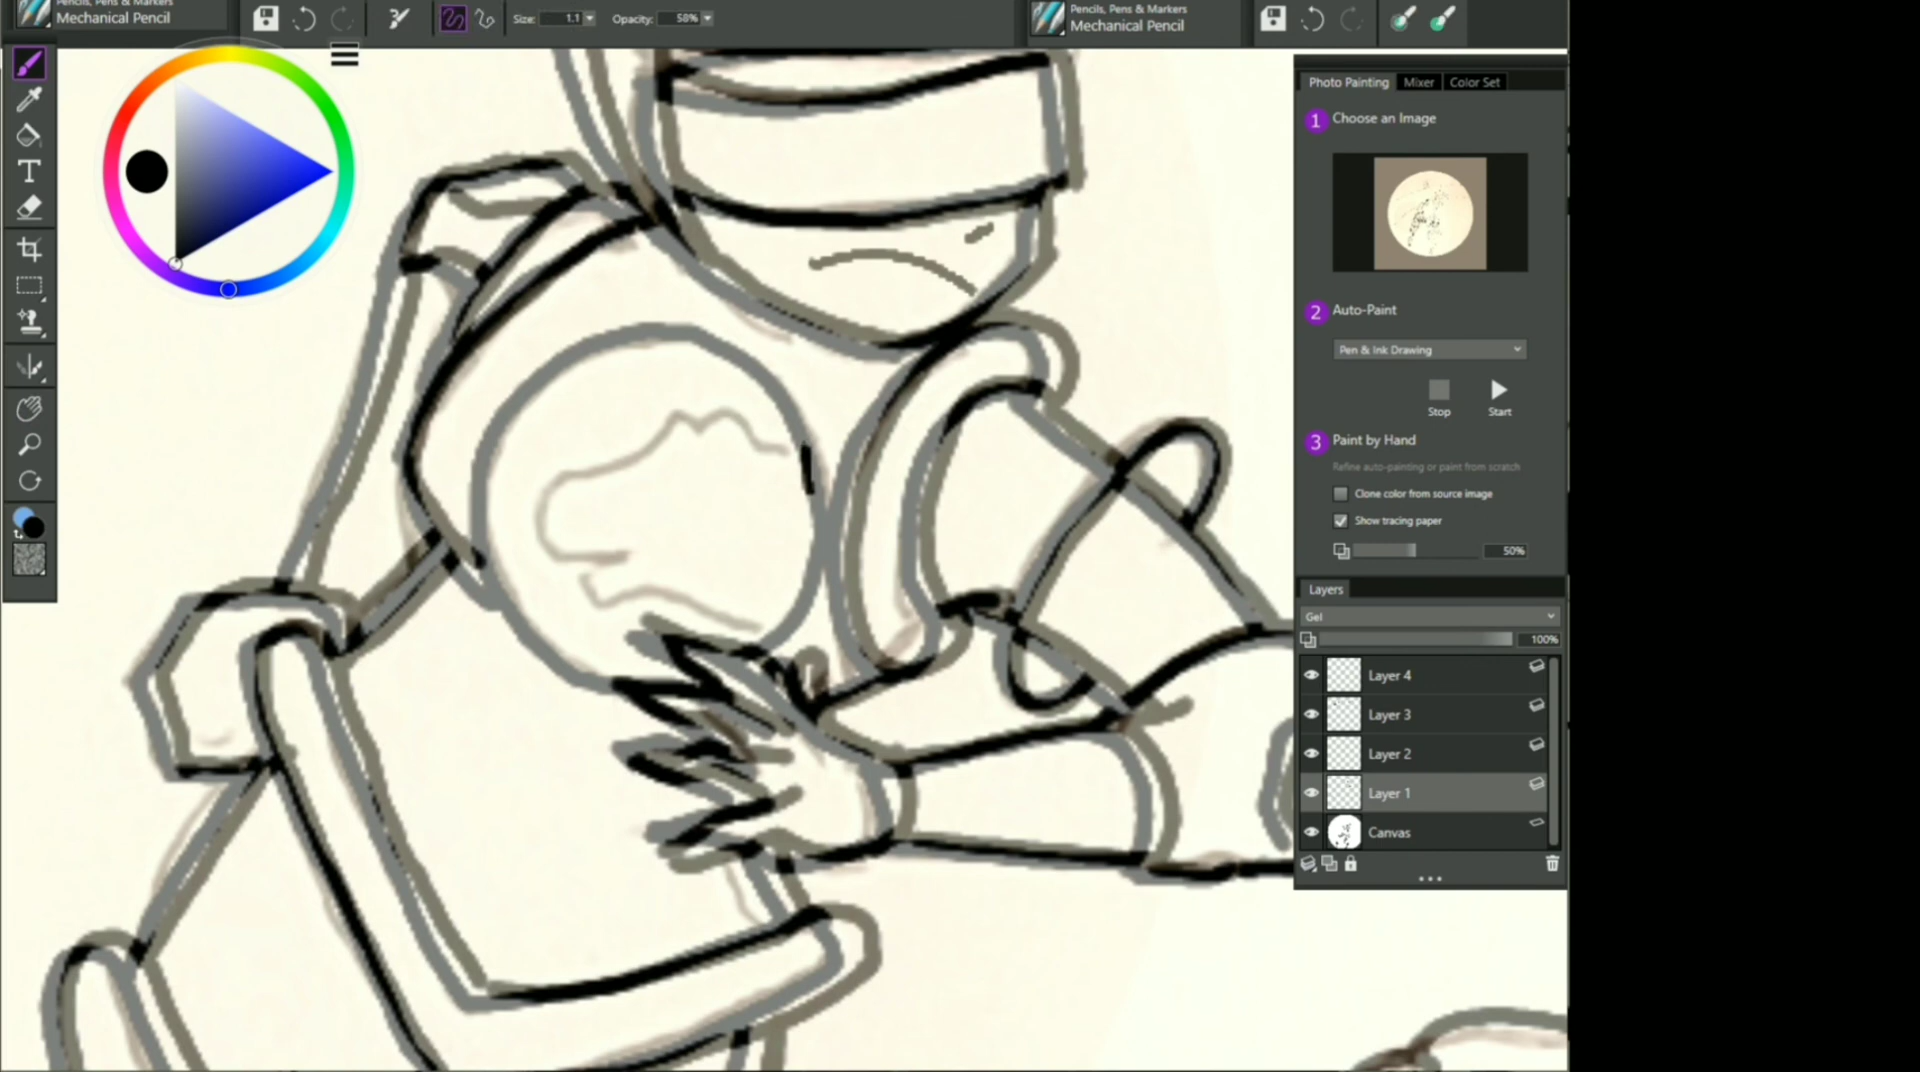 Pencils, Pens & Markers
Mechanical Pencil
Size: 1.1
Opacity: 58%
Pencils, Pens & Markers
Mechanical Pencil
T
Photo Painting Mixer Color Set
1 Choose an Image
2 Auto-Paint
Pen & Ink Drawing
Stop Start
3 Paint by Hand
Refine auto-painting or paint from scratch
Clone color from source image
Show tracing paper
50%
Layers
Gel
100%
Layer 4
Layer 3
Layer 2
Layer 1
Canvas